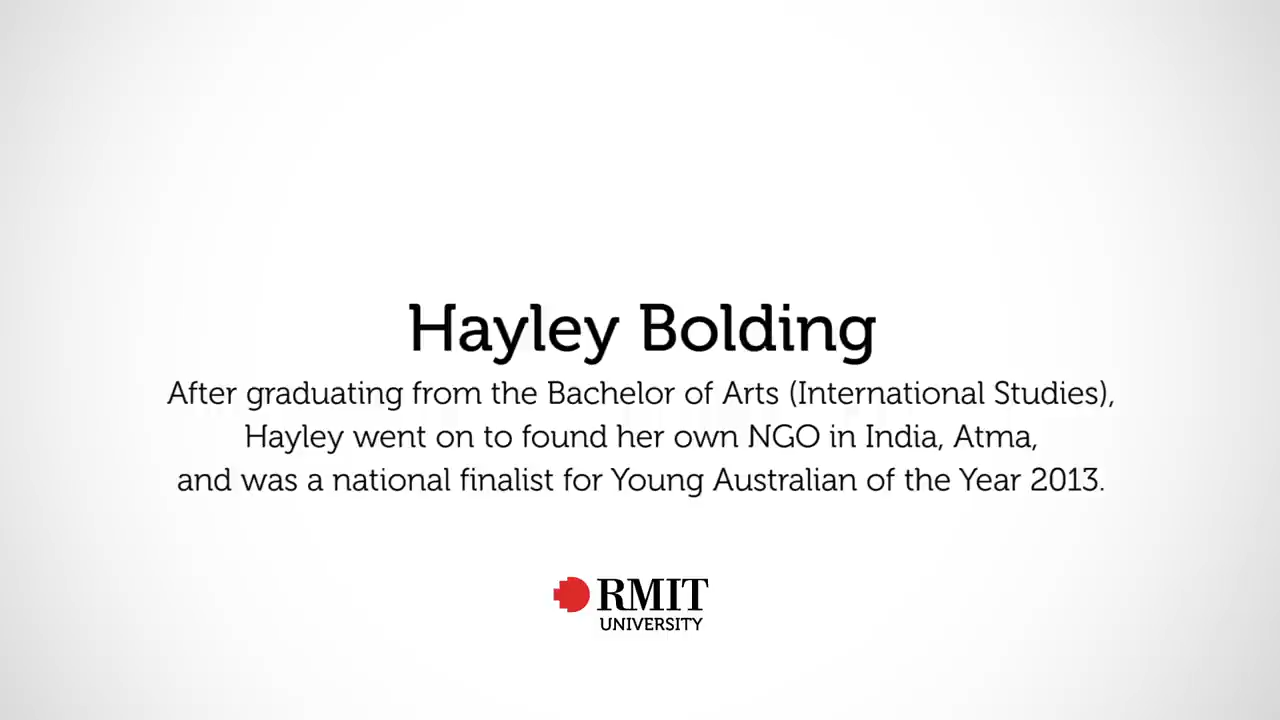 Hayley Bolding
After graduating from the Bachelor of Arts (International Studies),
Hayley went on to found her own NGO in India, Atma,
and was a national finalist for Young Australian of the Year 2013.
RMIT
UNIVERSITY